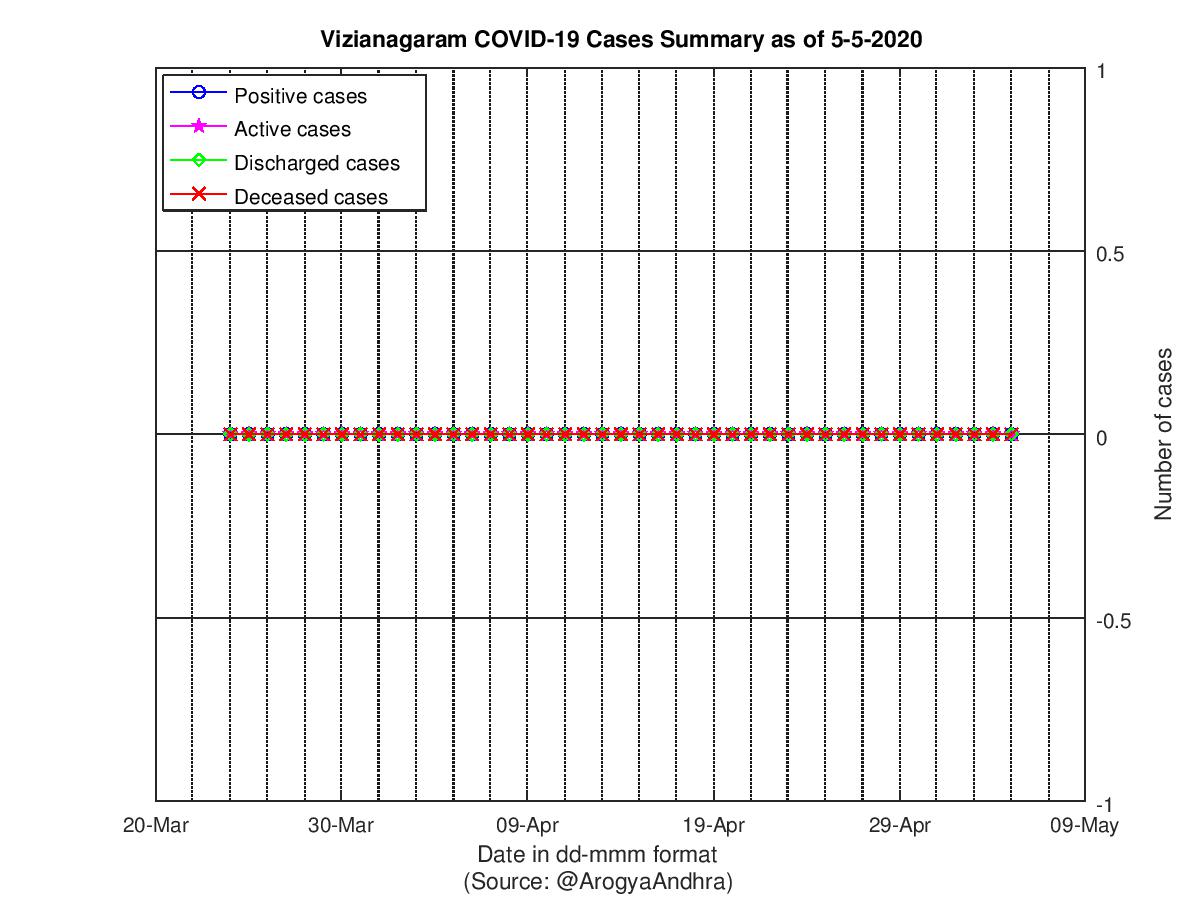 Vizianagaram COVID-19 Cases Summary as of 5-5-2020
Positive cases
Active cases
Discharged cases
Deceased cases
1
0.5
0
-0.5
-1
Number of cases
20-Mar 30-Mar 09-Apr 19-Apr 29-Apr 09-May
Date in dd-mmm format
(Source: @ArogyaAndhra)